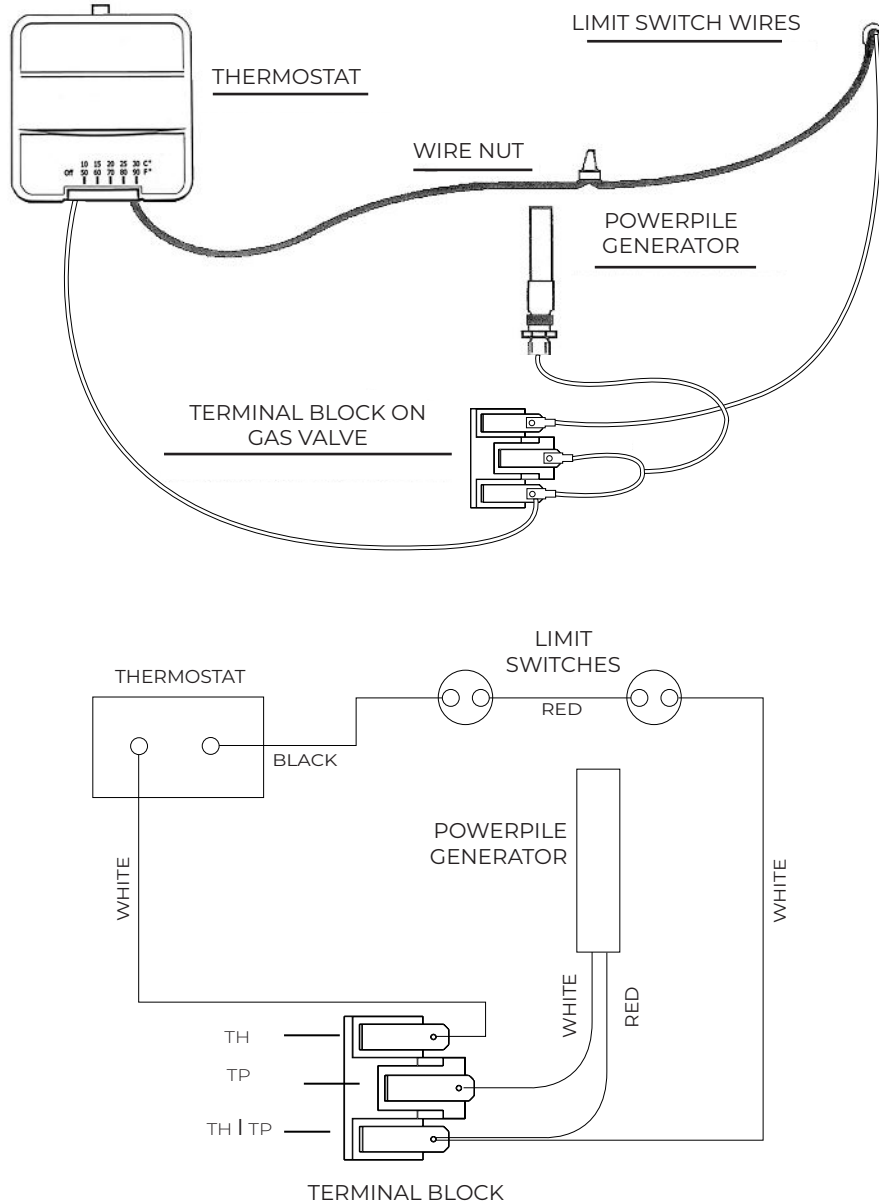 LIMIT SWITCH WIRES
THERMOSTAT
WIRE NUT
10 15 20 25 30 C°
Off 50 60 70 80 90 F°
POWERPILE
GENERATOR
TERMINAL BLOCK ON
GAS VALVE
LIMIT
SWITCHES
THERMOSTAT
RED
BLACK
POWERPILE
GENERATOR
WHITE
WHITE
WHITE
RED
TH
TP
TH | TP
TERMINAL BLOCK